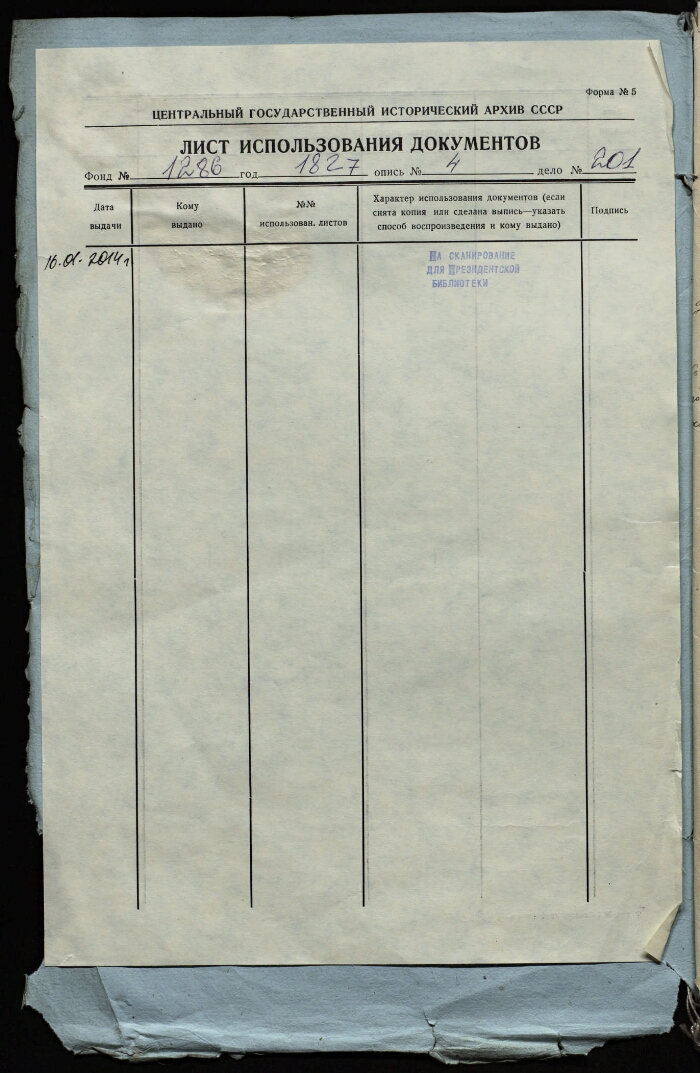 Форма № 5
ЦЕНТРАЛЬНЫЙ ГОСУДАРСТВЕННЫЙ ИСТОРИЧЕСКИЙ АРХИВ СССР
ЛИСТ ИСПОЛЬЗОВАНИЯ ДОКУМЕНТОВ
Фонд № 1286 год 1827 опись № 4 дело № 201
Дата
выдачи
Кому
выдано
№№
использован. листов
Характер использования документов (если
снята копия или сделана выпись—указать
способ воспроизведения и кому выдано)
Подпись
16.01.2014 г.
НА СКАНИРОВАНИЕ
ДЛЯ ПРЕЗИДЕНТСКОЙ
БИБЛИОТЕКИ